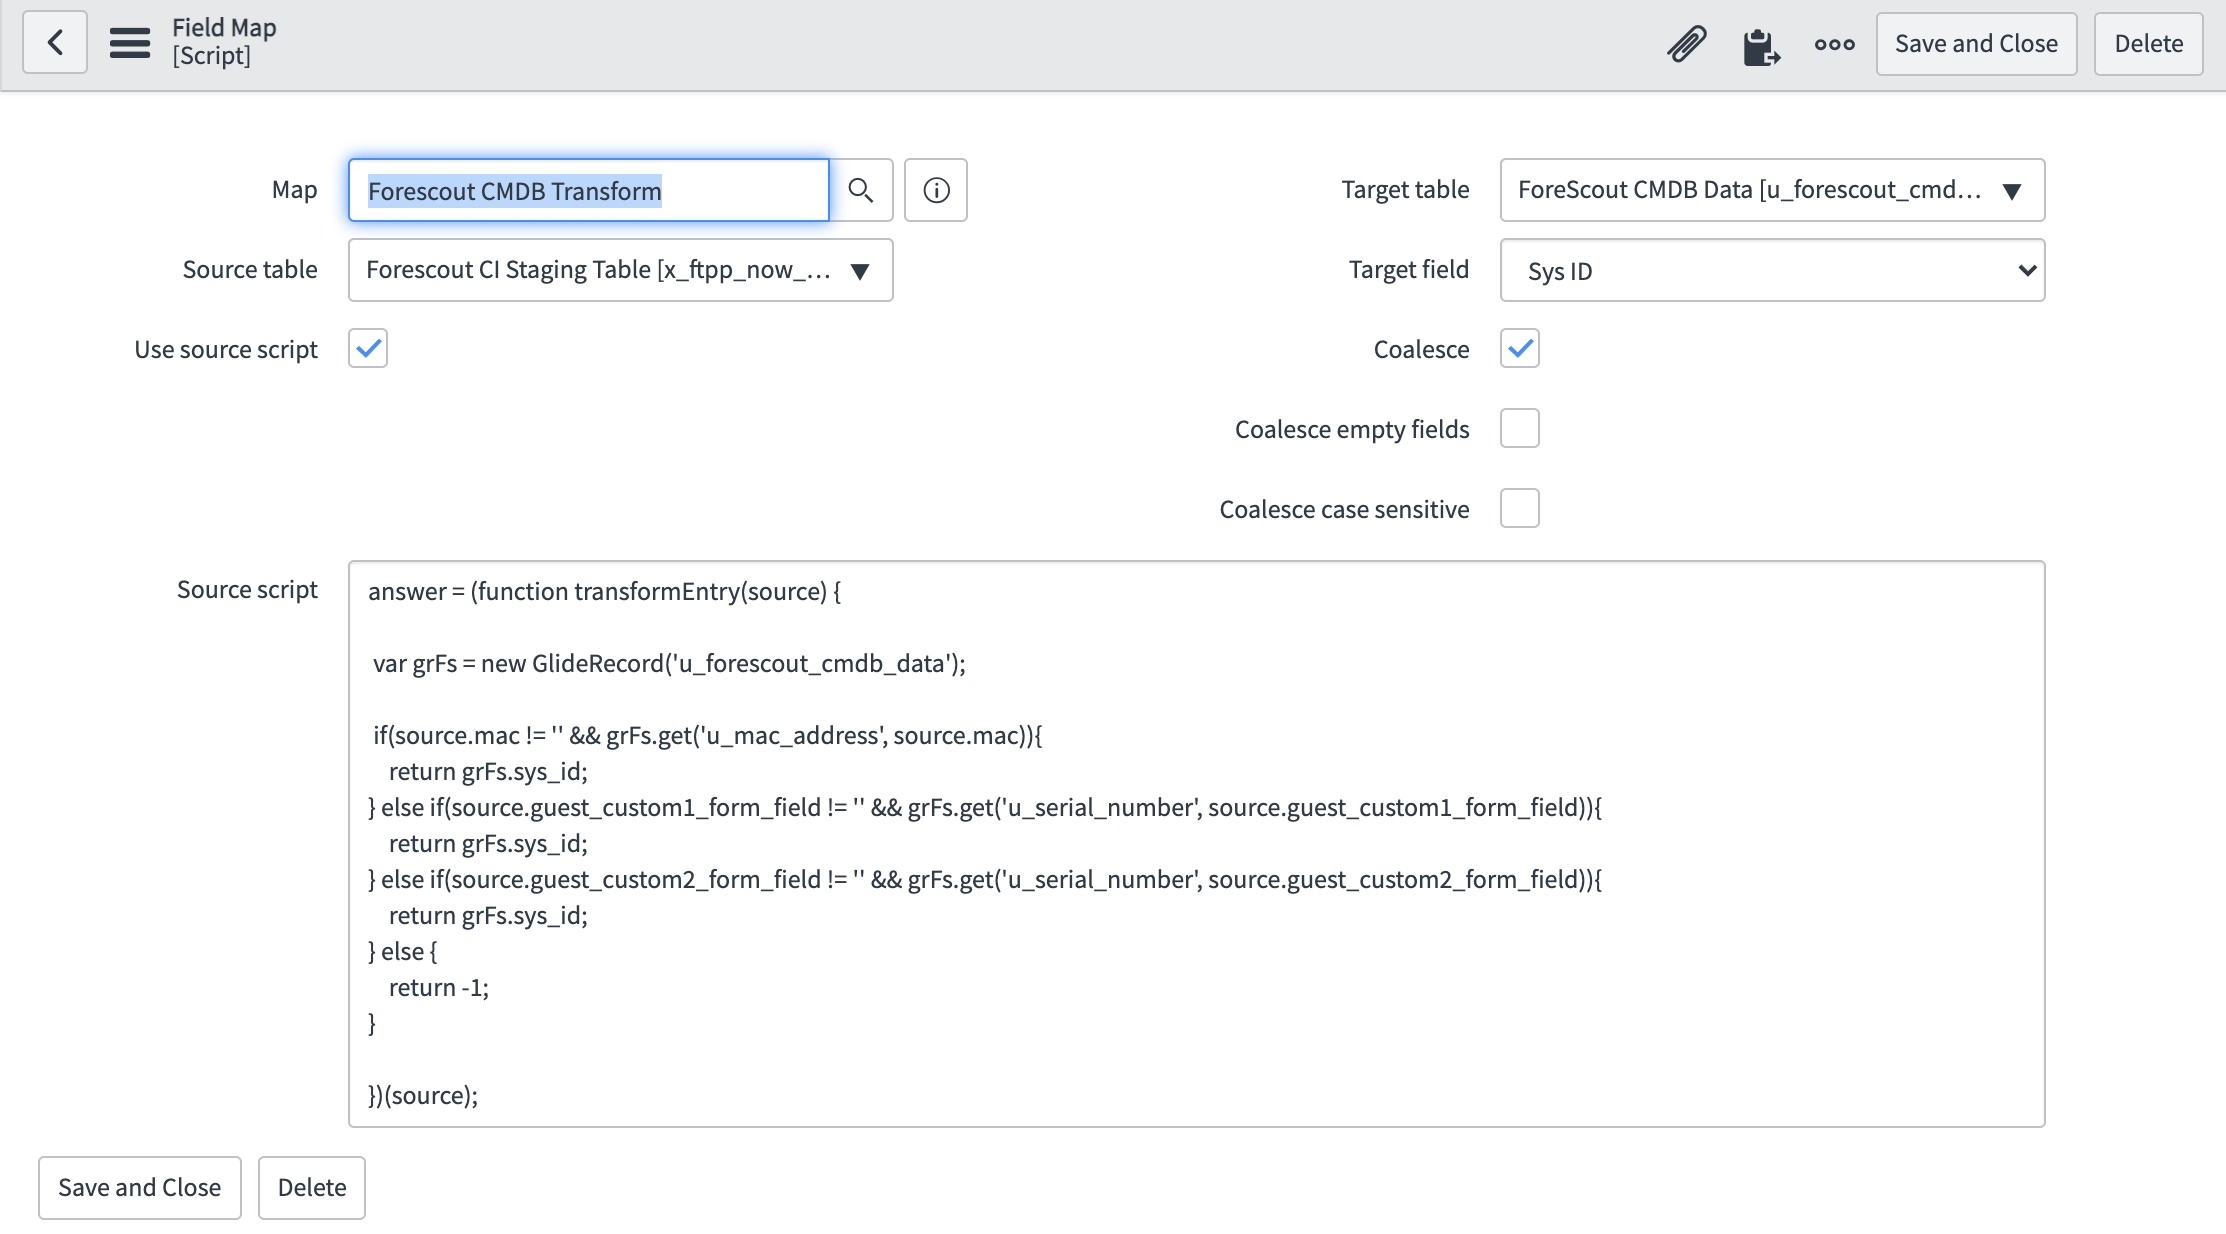 Field Map
[Script]
Save and Close
Delete
Map
Forescout CMDB Transform
Target table
ForeScout CMDB Data [u_forescout_cmd...
Source table
Forescout CI Staging Table [x_ftpp_now_...
Target field
Sys ID
Use source script
Coalesce
Coalesce empty fields
Coalesce case sensitive
Source script
answer = (function transformEntry(source) {
var grFs = new GlideRecord('u_forescout_cmdb_data');
if(source.mac != '' && grFs.get('u_mac_address', source.mac)){
return grFs.sys_id;
} else if(source.guest_custom1_form_field != '' && grFs.get('u_serial_number', source.guest_custom1_form_field)){
return grFs.sys_id;
} else if(source.guest_custom2_form_field != '' && grFs.get('u_serial_number', source.guest_custom2_form_field)){
return grFs.sys_id;
} else {
return -1;
}
})(source);
Save and Close
Delete